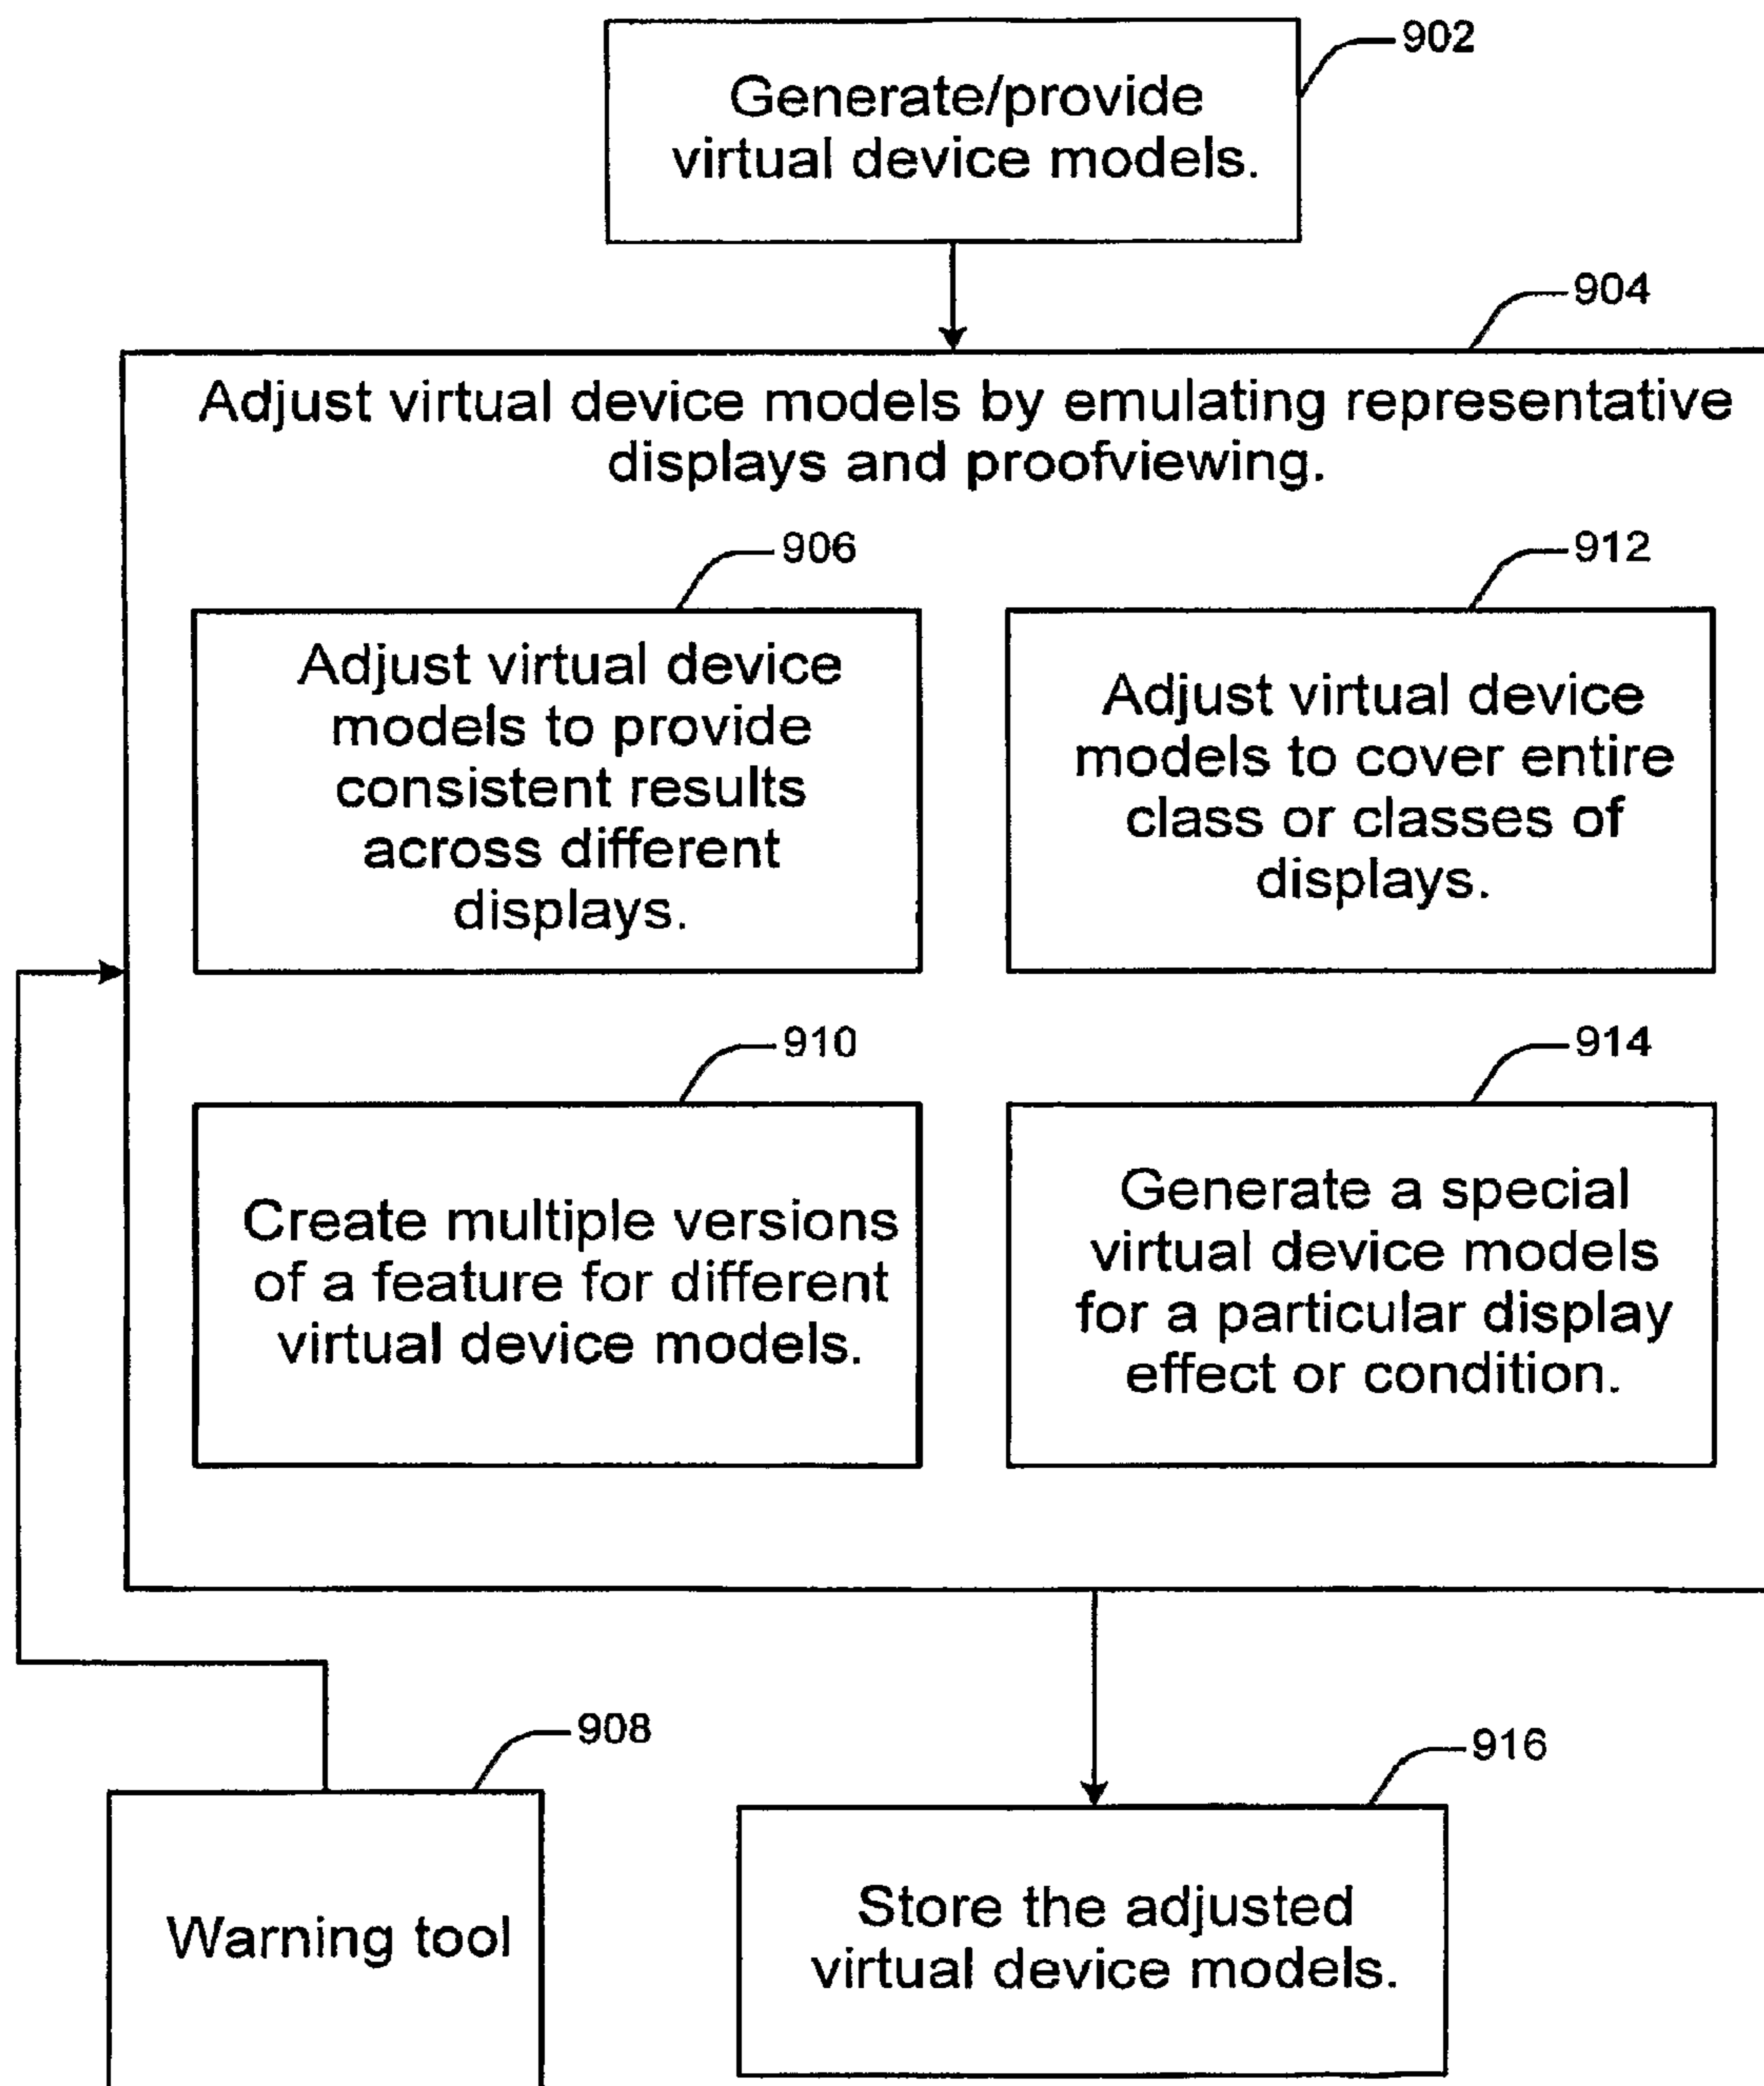 902
Generate/provide
virtual device models.
904
Adjust virtual device models by emulating representative
displays and proofviewing.
906
Adjust virtual device
models to provide
consistent results
across different
displays.
912
Adjust virtual device
models to cover entire
class or classes of
displays.
910
Create multiple versions
of a feature for different
virtual device models.
914
Generate a special
virtual device models
for a particular display
effect or condition.
908
Warning tool
916
Store the adjusted
virtual device models.